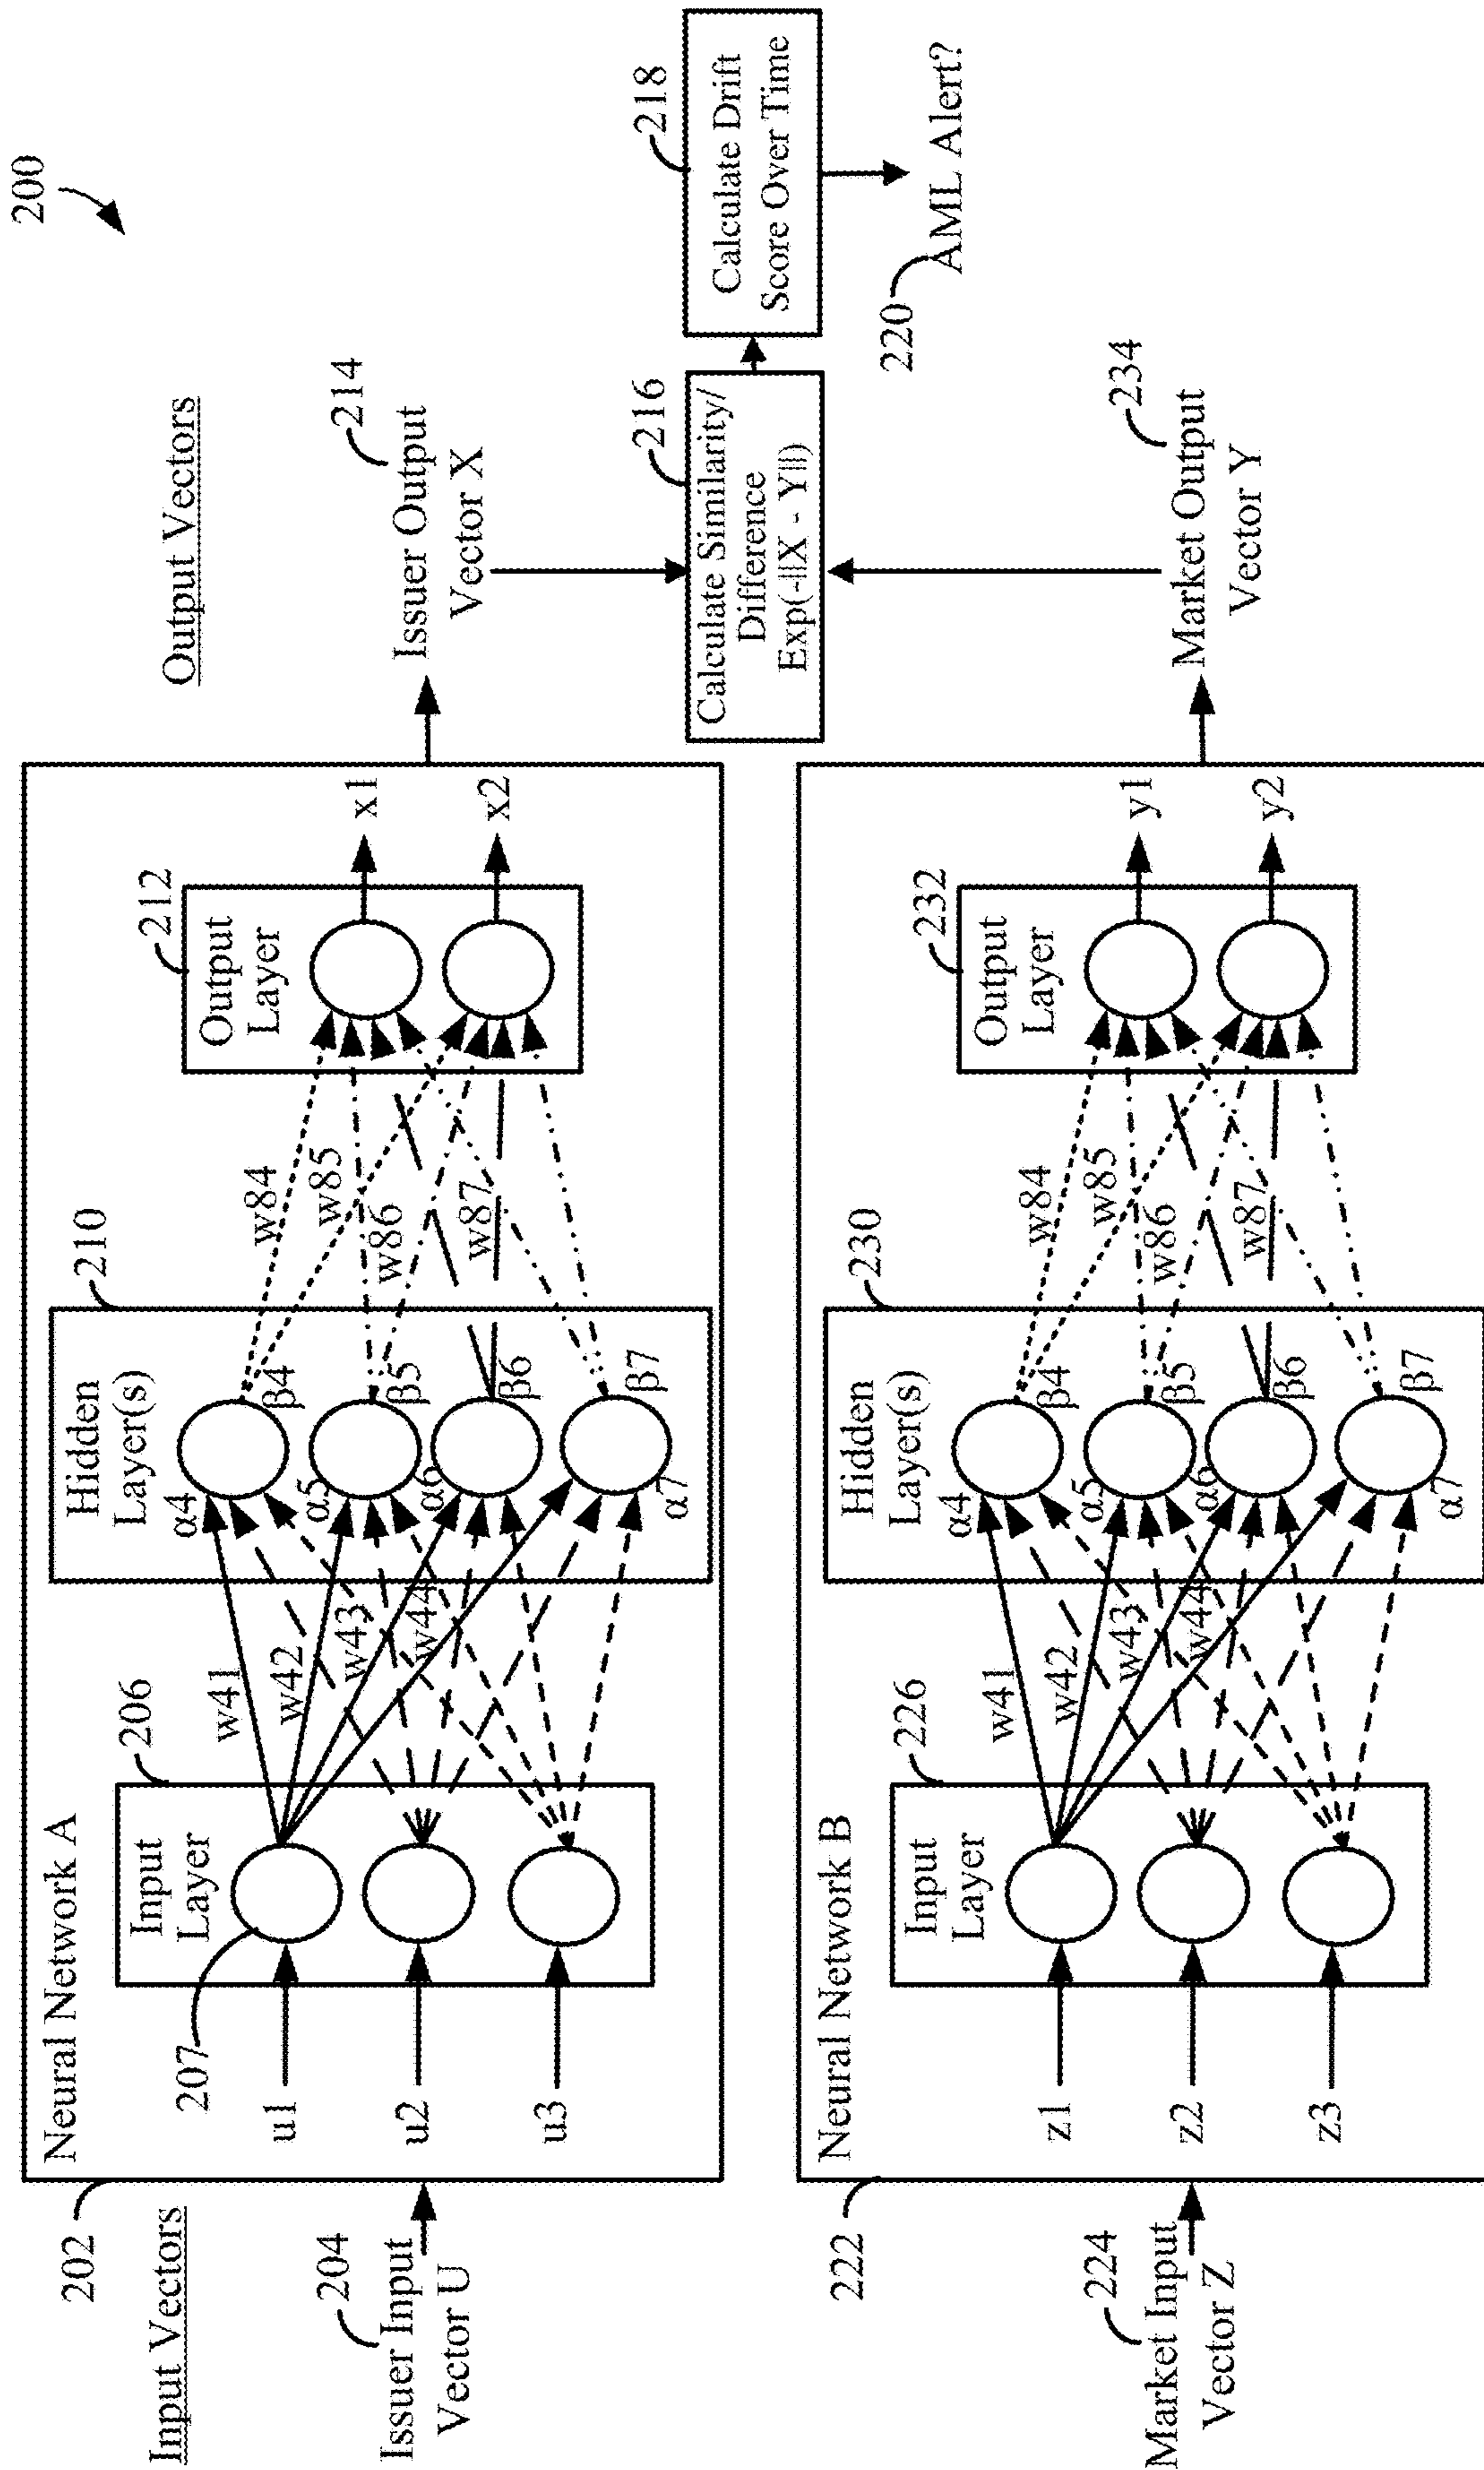 200
Input Vectors
Output Vectors
202
Neural Network A
204
Issuer Input
Vector U
u1
u2
u3
207
206
Input
Layer
w41
w42
w43
w44
210
Hidden
Layer(s)
α4
β4
α5
β5
α6
β6
α7
β7
w84
w85
w86
w87
212
Output
Layer
x1
x2
214
Issuer Output
Vector X
216
Calculate Similarity/
Difference
Exp(-||X - Y||)
218
Calculate Drift
Score Over Time
220
AML Alert?
222
Neural Network B
224
Market Input
Vector Z
z1
z2
z3
226
Input
Layer
w41
w42
w43
w44
230
Hidden
Layer(s)
α4
β4
α5
β5
α6
β6
α7
β7
w84
w85
w86
w87
232
Output
Layer
y1
y2
234
Market Output
Vector Y